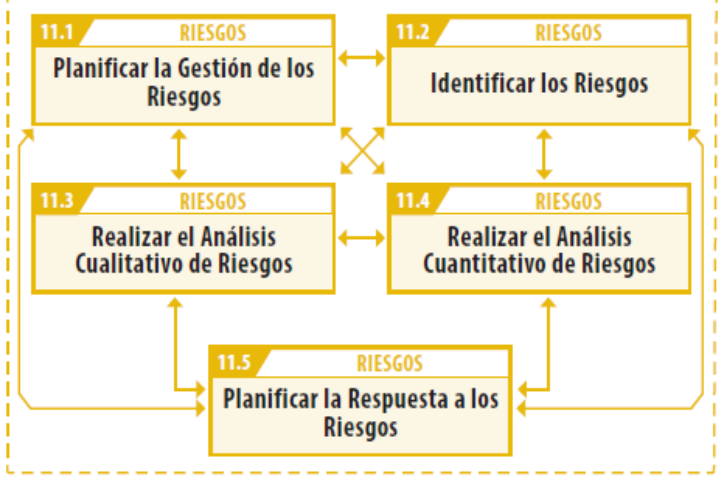 11.1 RIESGOS
Planificar la Gestión de los
Riesgos
11.2 RIESGOS
Identificar los Riesgos
11.3 RIESGOS
Realizar el Análisis
Cualitativo de Riesgos
11.4 RIESGOS
Realizar el Análisis
Cuantitativo de Riesgos
11.5 RIESGOS
Planificar la Respuesta a los
Riesgos